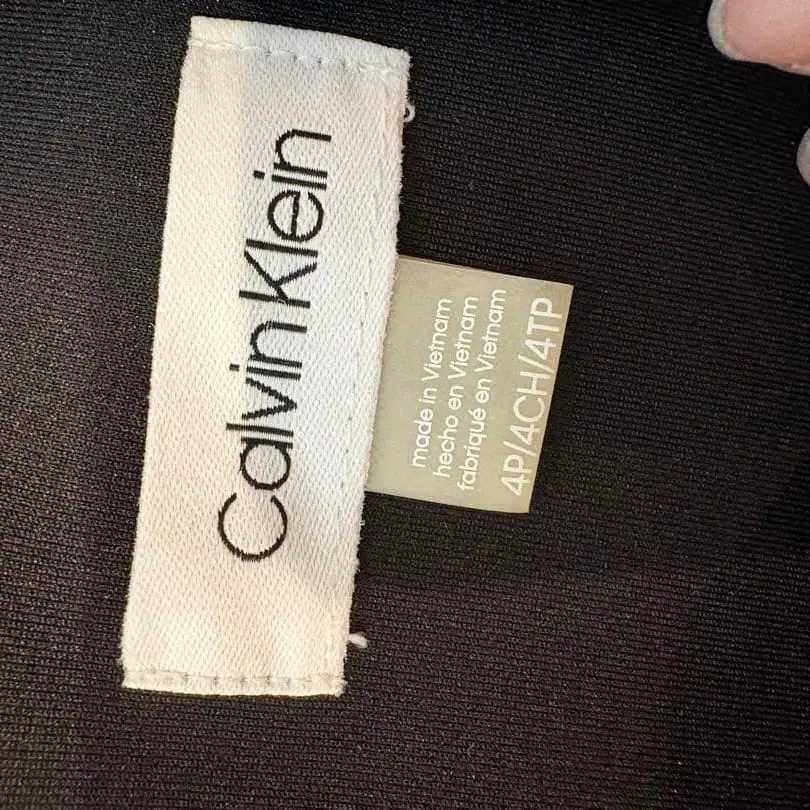 Calvin Klein
made in Vietnam
hecho en Vietnam
fabriqué en Vietnam
4P/4CH/4TP